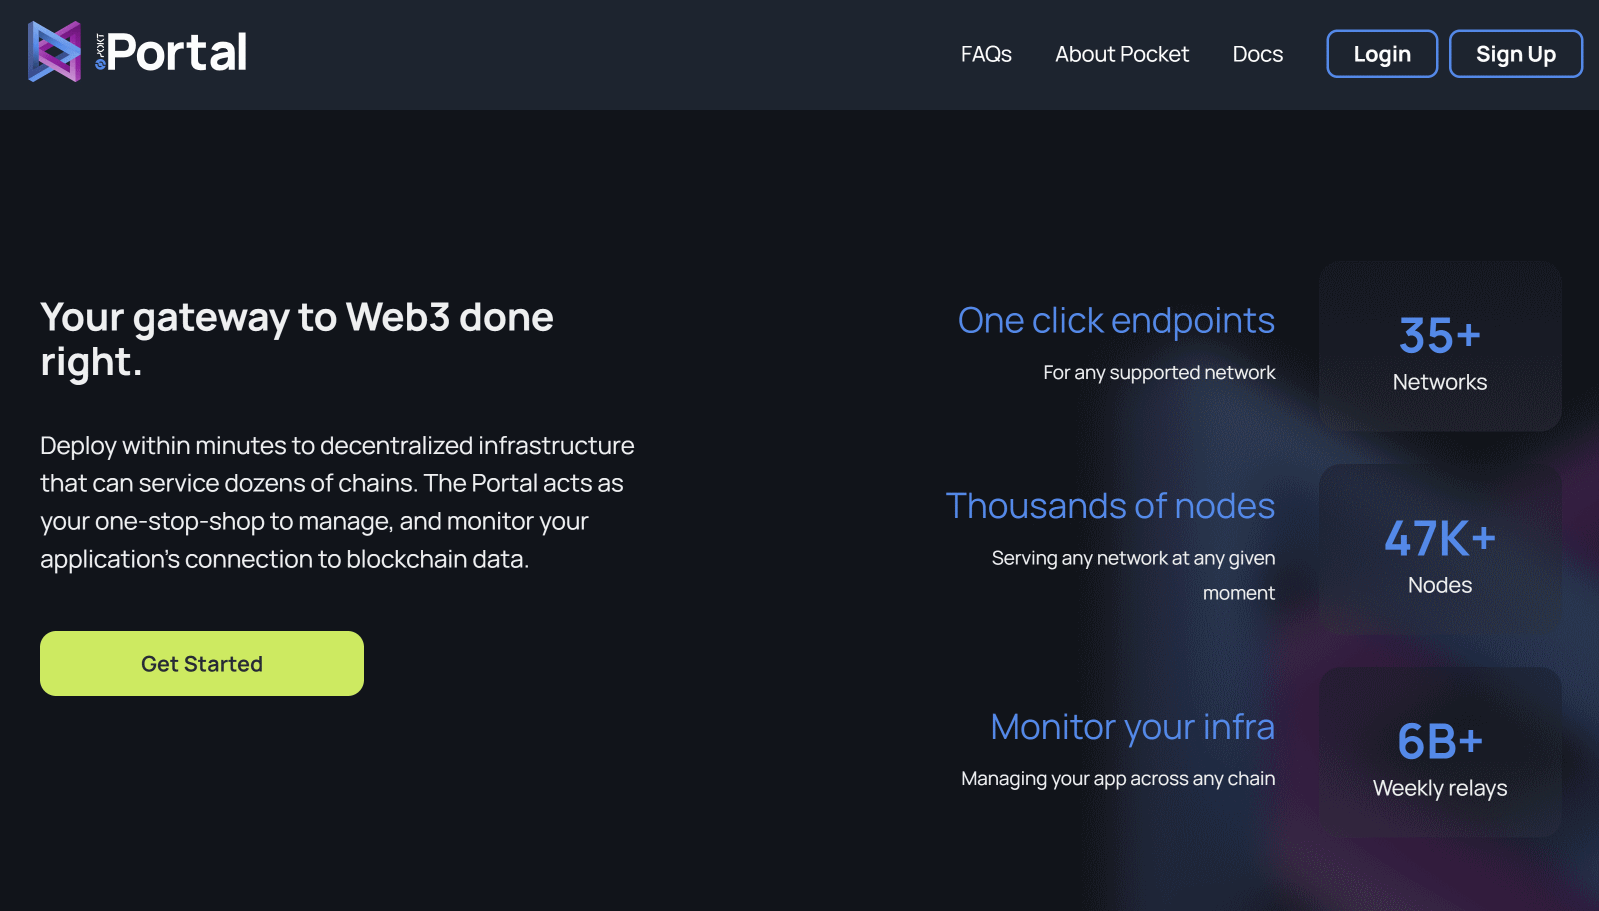 POKT
Portal
FAQs
About Pocket
Docs
Login
Sign Up
Your gateway to Web3 done
right.
Deploy within minutes to decentralized infrastructure
that can service dozens of chains. The Portal acts as
your one-stop-shop to manage, and monitor your
application's connection to blockchain data.
Get Started
One click endpoints
For any supported network
35+
Networks
Thousands of nodes
Serving any network at any given
moment
47K+
Nodes
Monitor your infra
Managing your app across any chain
6B+
Weekly relays